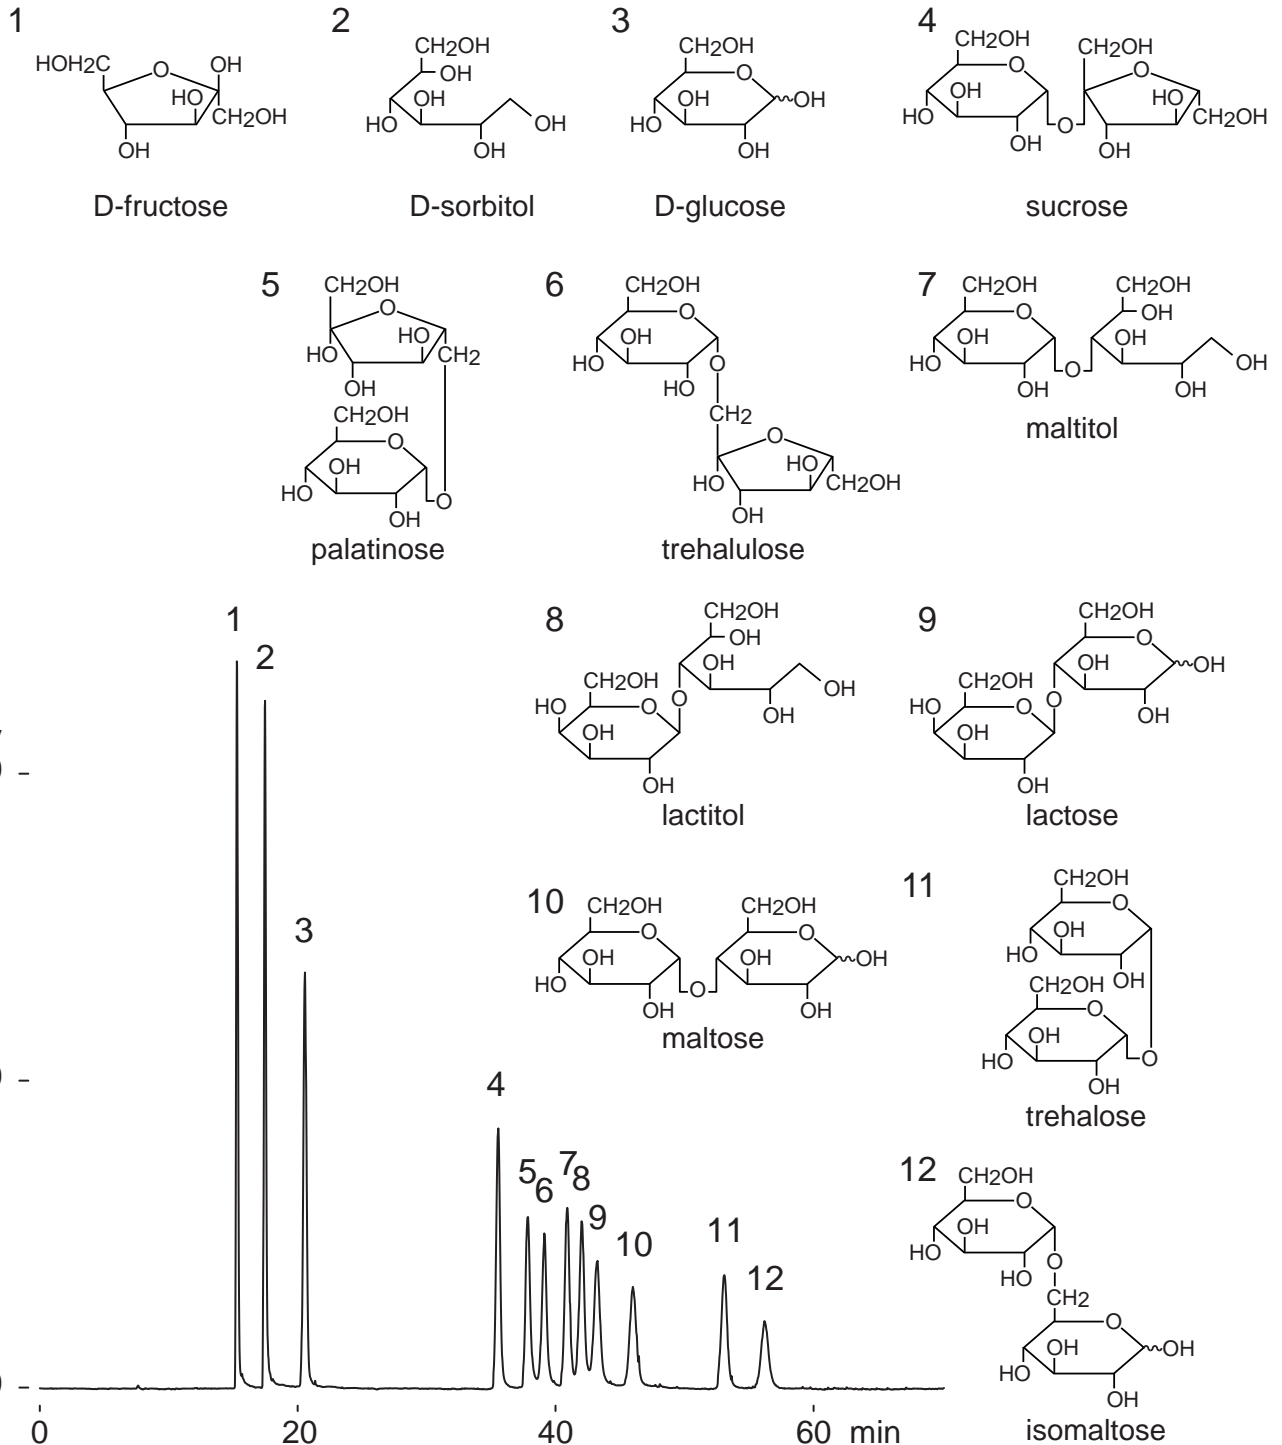 1
HOH2C
O
OH
HO
CH2OH
OH
D-fructose
2
CH2OH
OH
OH
HO
OH
OH
D-sorbitol
3
CH2OH
O
OH
OH
HO
OH
D-glucose
4
CH2OH
O
OH
HO
OH
O
CH2OH
O
HO
CH2OH
OH
sucrose
5
CH2OH
O
HO
HO
CH2
OH
CH2OH
O
OH
HO
O
OH
palatinose
6
CH2OH
O
OH
HO
O
HO
CH2
O
HO
HO
CH2OH
OH
trehalulose
7
CH2OH
O
OH
HO
OH
O
CH2OH
OH
OH
OH
OH
maltitol
8
CH2OH
OH
OH
OH
OH
CH2OH
HO
O
O
OH
OH
lactitol
9
CH2OH
O
OH
OH
OH
CH2OH
HO
O
O
OH
OH
lactose
10
CH2OH
O
OH
HO
OH
O
CH2OH
O
OH
OH
OH
maltose
11
CH2OH
O
OH
HO
OH
CH2OH
O
OH
HO
O
OH
trehalose
12
CH2OH
O
OH
HO
HO
O
CH2
O
OH
OH
HO
OH
isomaltose
1
2
3
4
5
6
7
8
9
10
11
12
0 20 40 60 min